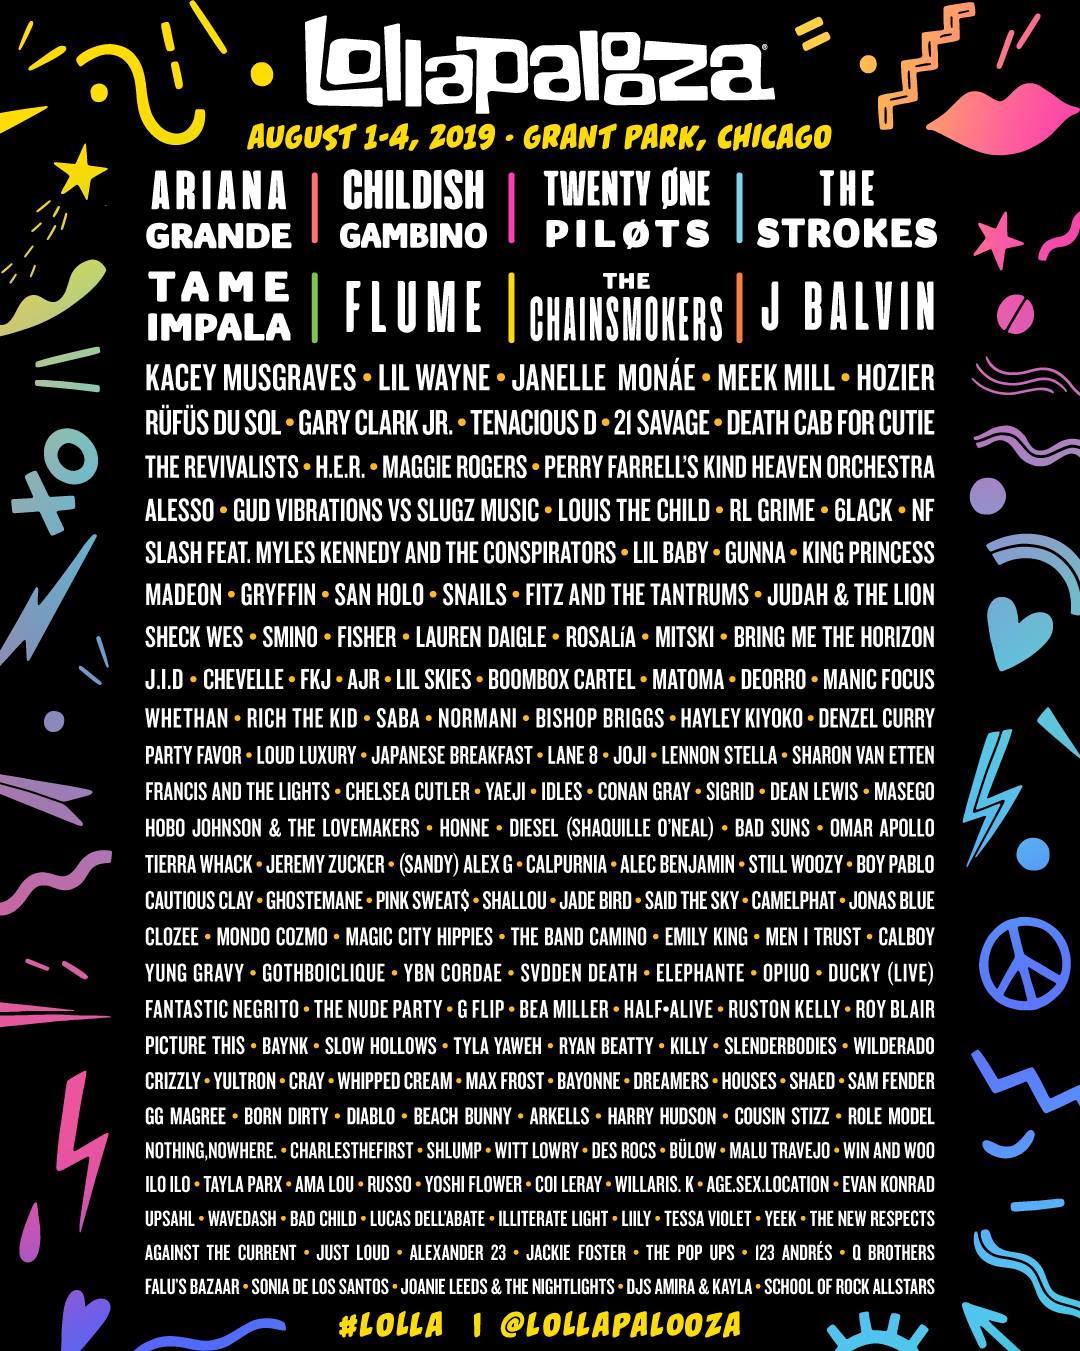 Lollapalooza®
AUGUST 1-4, 2019 · GRANT PARK, CHICAGO
ARIANA GRANDE | CHILDISH GAMBINO | TWENTY ØNE PILØTS | THE STROKES
TAME IMPALA | FLUME | THE CHAINSMOKERS | J BALVIN
KACEY MUSGRAVES • LIL WAYNE • JANELLE MONÁE • MEEK MILL • HOZIER
RÜFÜS DU SOL • GARY CLARK JR. • TENACIOUS D • 21 SAVAGE • DEATH CAB FOR CUTIE
THE REVIVALISTS • H.E.R. • MAGGIE ROGERS • PERRY FARRELL'S KIND HEAVEN ORCHESTRA
ALESSO • GUD VIBRATIONS VS SLUGZ MUSIC • LOUIS THE CHILD • RL GRIME • 6LACK • NF
SLASH FEAT. MYLES KENNEDY AND THE CONSPIRATORS • LIL BABY • GUNNA • KING PRINCESS
MADEON • GRYFFIN • SAN HOLO • SNAILS • FITZ AND THE TANTRUMS • JUDAH & THE LION
SHECK WES • SMINO • FISHER • LAUREN DAIGLE • ROSALíA • MITSKI • BRING ME THE HORIZON
J.I.D • CHEVELLE • FKJ • AJR • LIL SKIES • BOOMBOX CARTEL • MATOMA • DEORRO • MANIC FOCUS
WHETHAN • RICH THE KID • SABA • NORMANI • BISHOP BRIGGS • HAYLEY KIYOKO • DENZEL CURRY
PARTY FAVOR • LOUD LUXURY • JAPANESE BREAKFAST • LANE 8 • JOJI • LENNON STELLA • SHARON VAN ETTEN
FRANCIS AND THE LIGHTS • CHELSEA CUTLER • YAEJI • IDLES • CONAN GRAY • SIGRID • DEAN LEWIS • MASEGO
HOBO JOHNSON & THE LOVEMAKERS • HONNE • DIESEL (SHAQUILLE O'NEAL) • BAD SUNS • OMAR APOLLO
TIERRA WHACK • JEREMY ZUCKER • (SANDY) ALEX G • CALPURNIA • ALEC BENJAMIN • STILL WOOZY • BOY PABLO
CAUTIOUS CLAY • GHOSTEMANE • PINK SWEAT$ • SHALLOU • JADE BIRD • SAID THE SKY • CAMELPHAT • JONAS BLUE
CLOZEE • MONDO COZMO • MAGIC CITY HIPPIES • THE BAND CAMINO • EMILY KING • MEN I TRUST • CALBOY
YUNG GRAVY • GOTHBOICLIQUE • YBN CORDAE • SVDDEN DEATH • ELEPHANTE • OPIUO • DUCKY (LIVE)
FANTASTIC NEGRITO • THE NUDE PARTY • G FLIP • BEA MILLER • HALF•ALIVE • RUSTON KELLY • ROY BLAIR
PICTURE THIS • BAYNK • SLOW HOLLOWS • TYLA YAWEH • RYAN BEATTY • KILLY • SLENDERBODIES • WILDERADO
CRIZZLY • YULTRON • CRAY • WHIPPED CREAM • MAX FROST • BAYONNE • DREAMERS • HOUSES • SHAED • SAM FENDER
GG MAGREE • BORN DIRTY • DIABLO • BEACH BUNNY • ARKELLS • HARRY HUDSON • COUSIN STIZZ • ROLE MODEL
NOTHING,NOWHERE. • CHARLESTHEFIRST • SHLUMP • WITT LOWRY • DES ROCS • BÜLOW • MALU TRAVEJO • WIN AND WOO
ILO ILO • TAYLA PARX • AMA LOU • RUSSO • YOSHI FLOWER • COI LERAY • WILLARIS. K • AGE.SEX.LOCATION • EVAN KONRAD
UPSAHL • WAVEDASH • BAD CHILD • LUCAS DELL'ABATE • ILLITERATE LIGHT • LIILY • TESSA VIOLET • YEEK • THE NEW RESPECTS
AGAINST THE CURRENT • JUST LOUD • ALEXANDER 23 • JACKIE FOSTER • THE POP UPS • 123 ANDRÉS • Q BROTHERS
FALU'S BAZAAR • SONIA DE LOS SANTOS • JOANIE LEEDS & THE NIGHTLIGHTS • DJS AMIRA & KAYLA • SCHOOL OF ROCK ALLSTARS
#LOLLA | @LOLLAPALOOZA